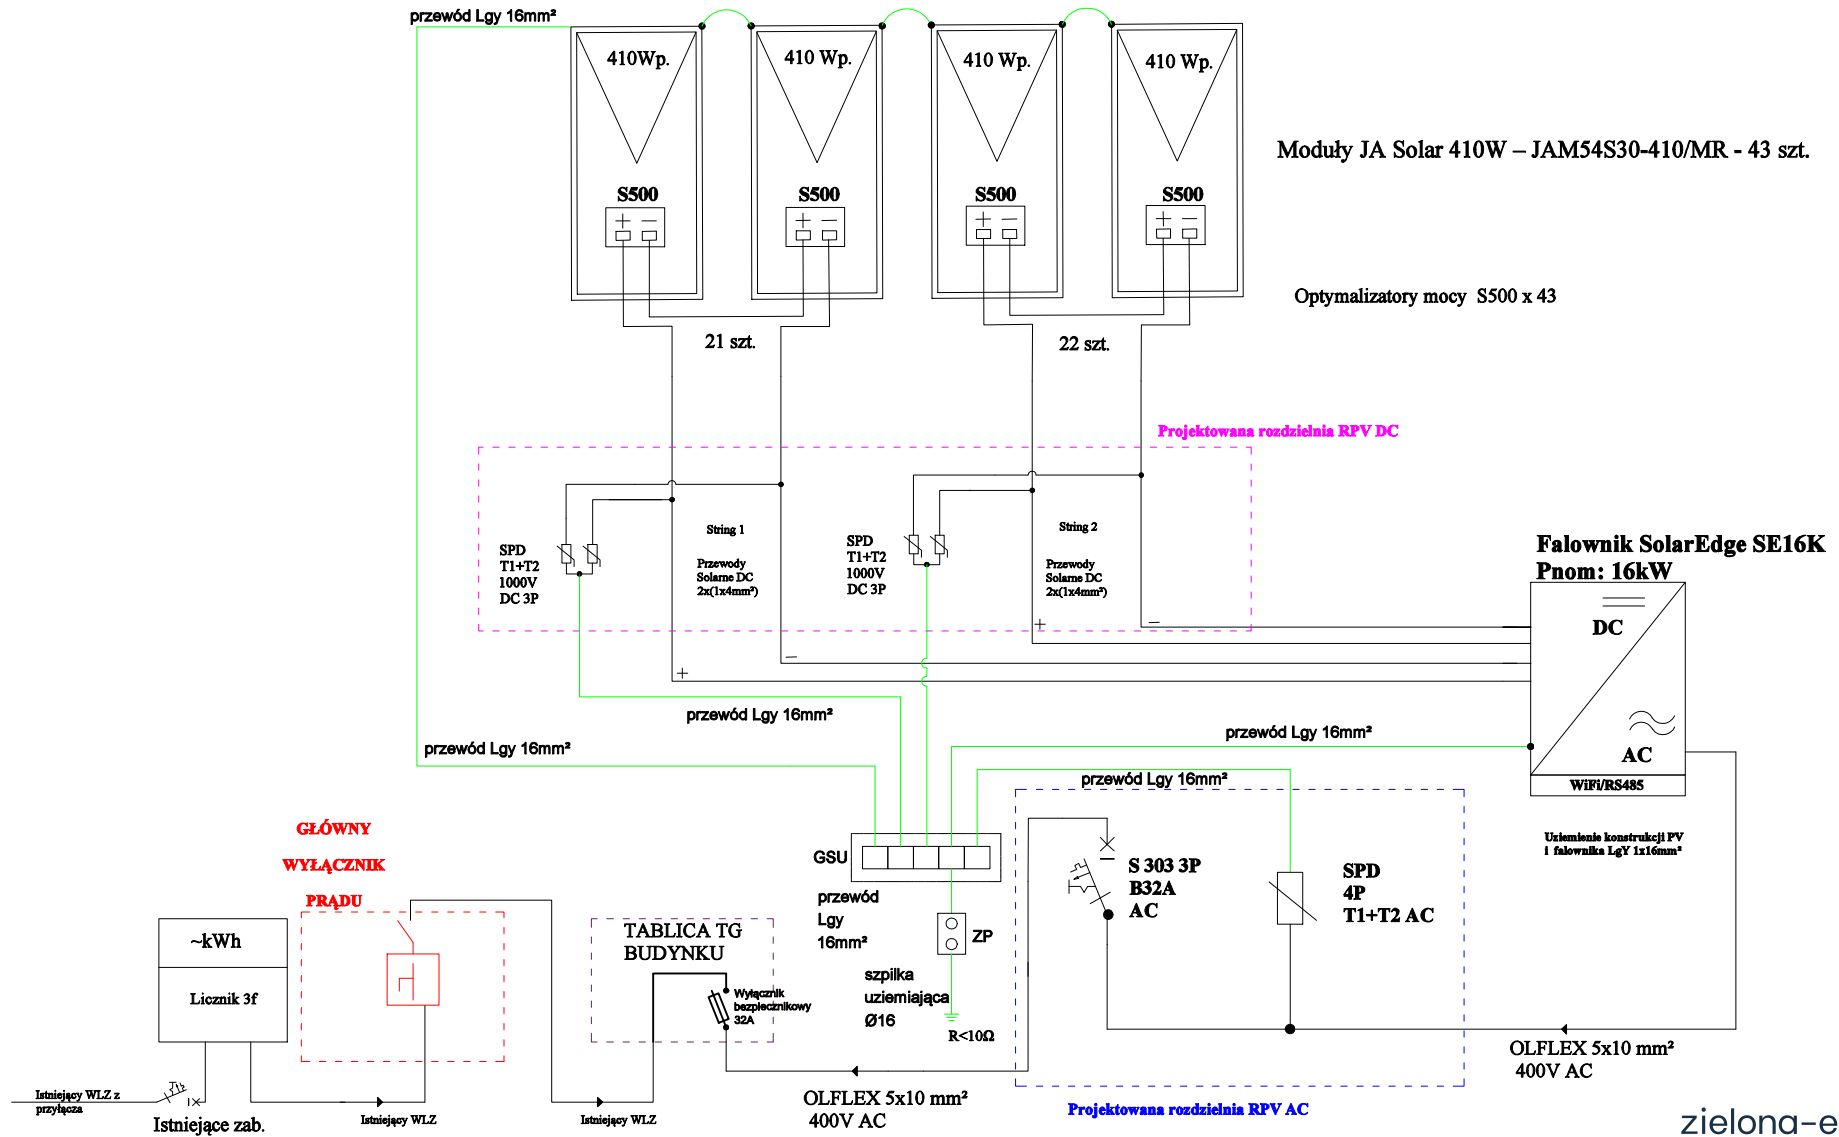 przewód Lgy 16mm²
410Wp.
410 Wp.
410 Wp.
410 Wp.
Moduły JA Solar 410W – JAM54S30-410/MR - 43 szt.
S500
S500
S500
S500
+ −
+ −
+ −
+ −
Optymalizatory mocy S500 x 43
21 szt.
22 szt.
Projektowana rozdzielnia RPV DC
SPD
T1+T2
1000V
DC 3P
String 1
Przewody
Solarne DC
2x(1x4mm²)
SPD
T1+T2
1000V
DC 3P
String 2
Przewody
Solarne DC
2x(1x4mm²)
Falownik SolarEdge SE16K
Pnom: 16kW
DC
AC
WiFi/RS485
+
−
+
−
przewód Lgy 16mm²
przewód Lgy 16mm²
przewód Lgy 16mm²
przewód Lgy 16mm²
Uziemienie konstrukcji PV
i falownika LgY 1x16mm²
GŁÓWNY
WYŁĄCZNIK
PRĄDU
GSU
przewód
Lgy
16mm²
S 303 3P
B32A
AC
SPD
4P
T1+T2 AC
~kWh
Licznik 3f
TABLICA TG
BUDYNKU
Wyłącznik
bezpiecznikowy
32A
ZP
szpilka
uziemiająca
Ø16
R<10Ω
OLFLEX 5x10 mm²
400V AC
Istniejący WLZ z
przyłącza
Istniejące zab.
Istniejący WLZ
Istniejący WLZ
OLFLEX 5x10 mm²
400V AC
Projektowana rozdzielnia RPV AC
zielona-e